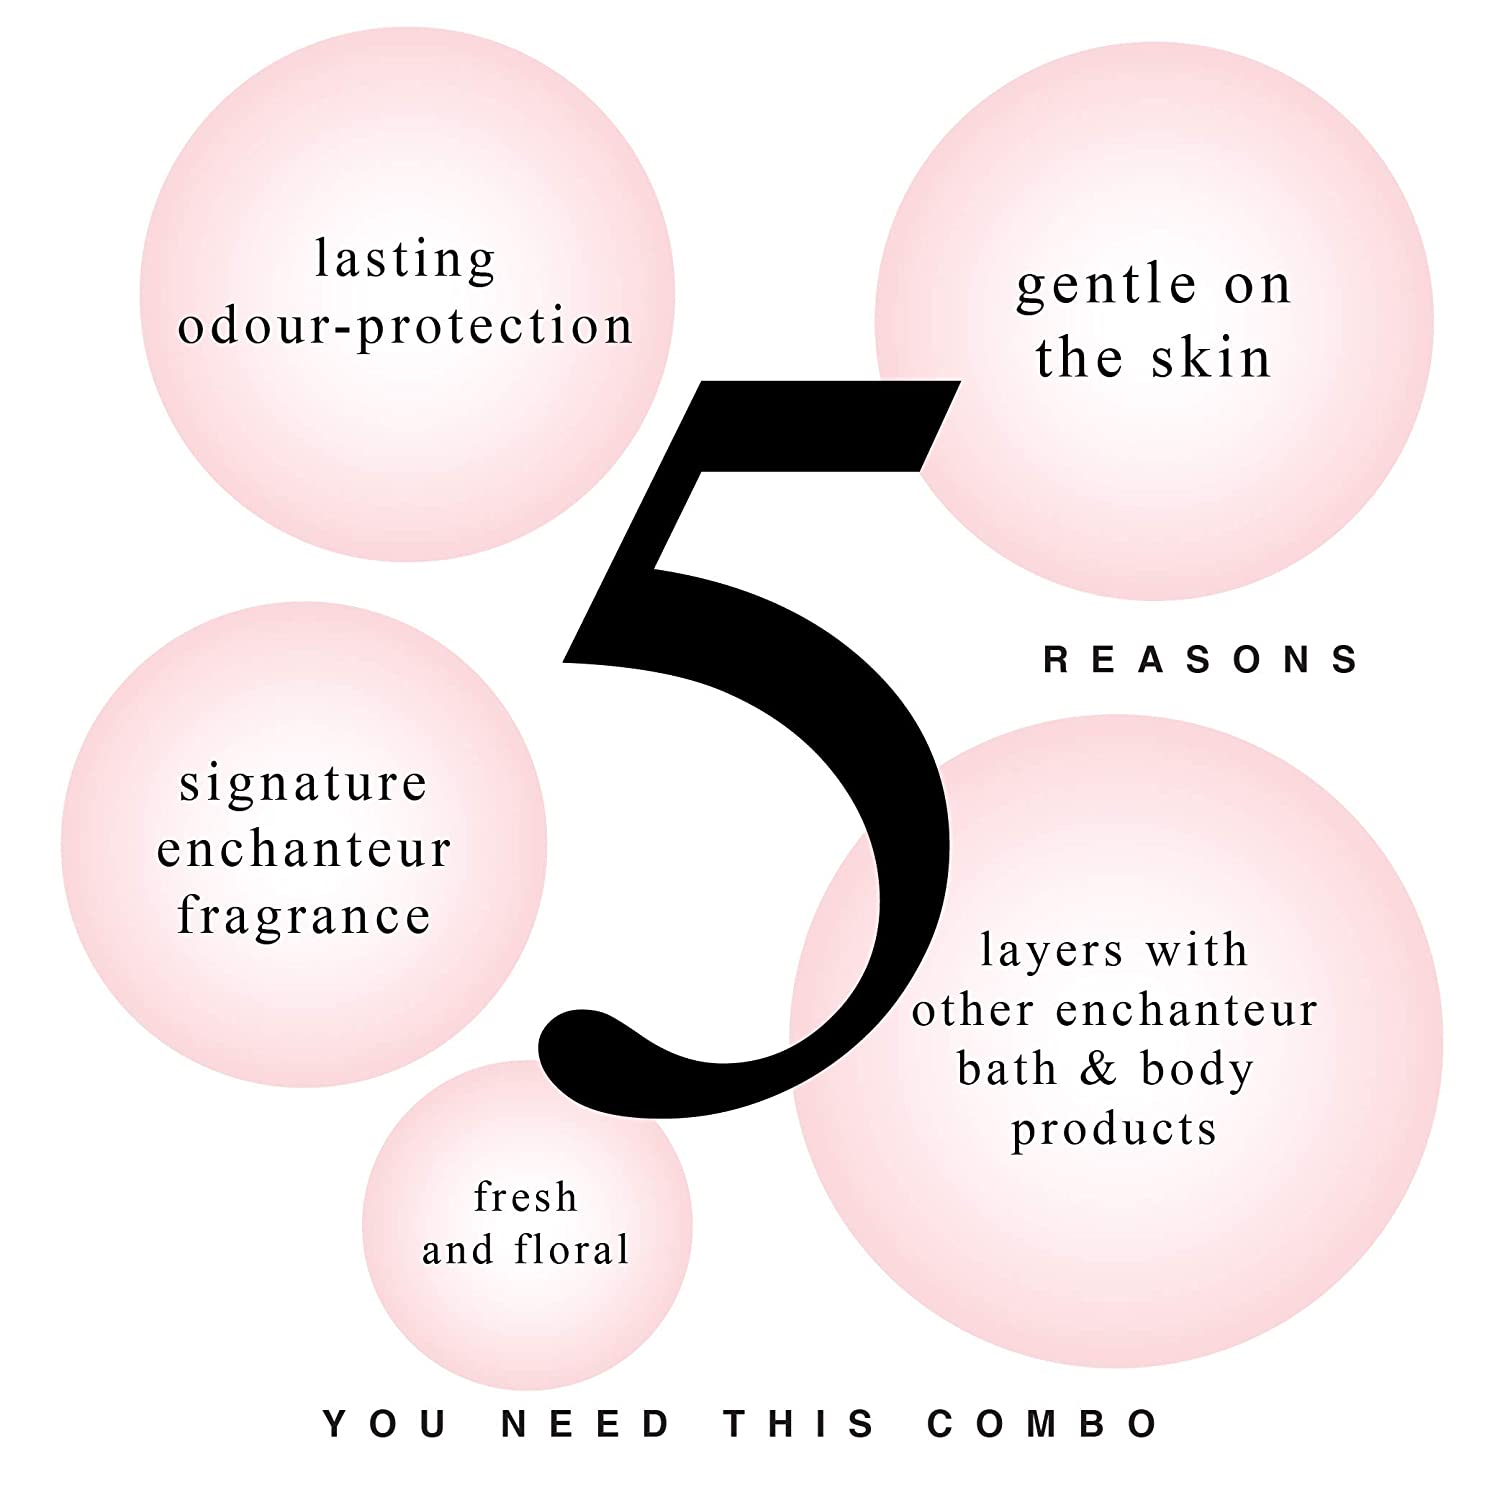 lasting
odour-protection
gentle on
the skin
5
REASONS
signature
enchanteur
fragrance
layers with
other enchanteur
bath & body
products
fresh
and floral
YOU NEED THIS COMBO